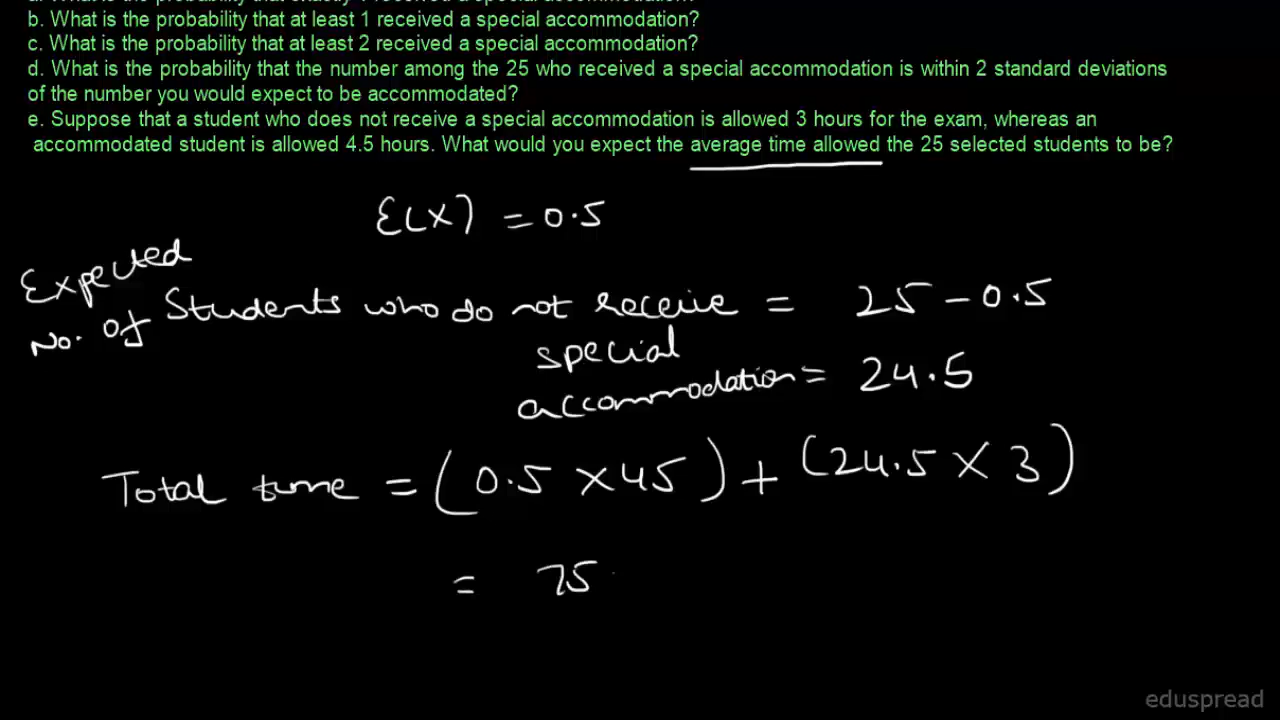 b. What is the probability that at least 1 received a special accommodation?
c. What is the probability that at least 2 received a special accommodation?
d. What is the probability that the number among the 25 who received a special accommodation is within 2 standard deviations
of the number you would expect to be accommodated?
e. Suppose that a student who does not receive a special accommodation is allowed 3 hours for the exam, whereas an
accommodated student is allowed 4.5 hours. What would you expect the average time allowed the 25 selected students to be?
E(X) = 0.5
Expected
No. of Students who do not receive = 25 - 0.5
special
accommodation = 24.5
Total time = (0.5 × 45) + (24.5 × 3)
= 75
eduspread